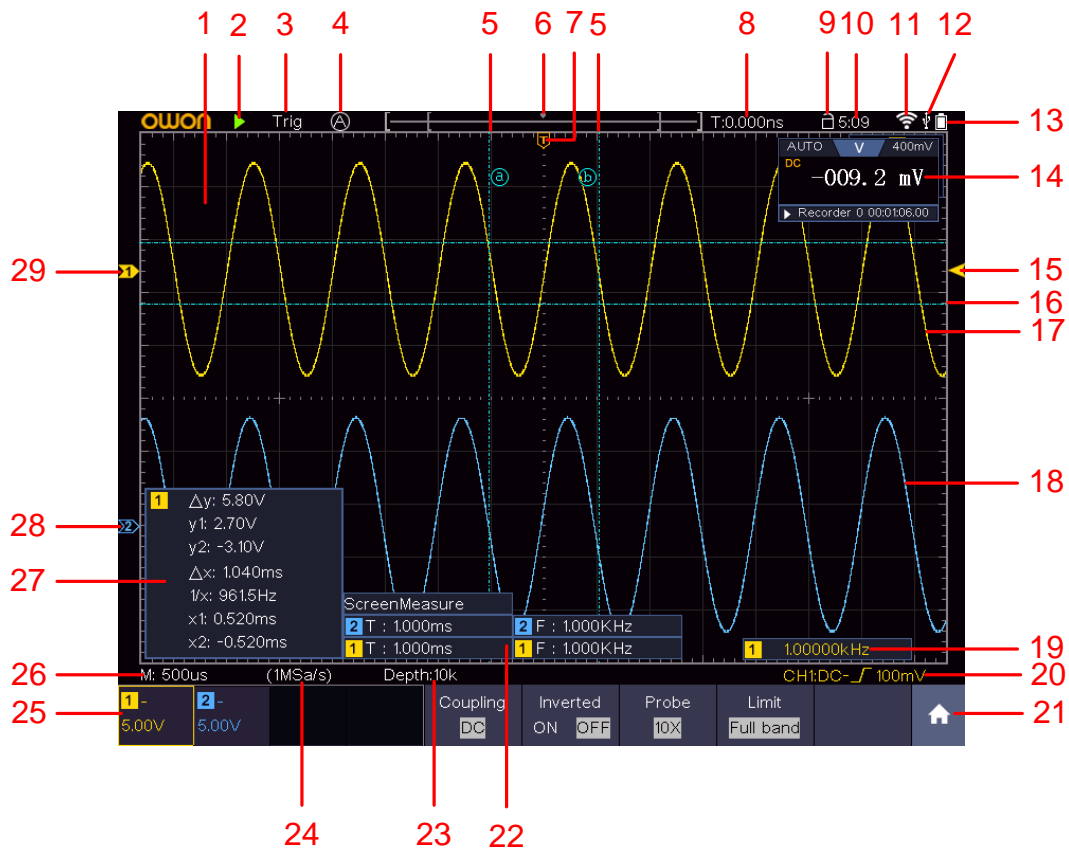 1 2 3 4 5 6 7 5 8 9 10 11 12
OWON Trig A T:0.000ns 5:09
13
T
AUTO V 400mV
DC
-009.2 mV
14
Recorder 0 00:01:06.00
a b
29 1 15
16
17
18
28 2
1 △y: 5.80V
y1: 2.70V
y2: -3.10V
△x: 1.040ms
1/x: 961.5Hz
x1: 0.520ms
x2: -0.520ms
27
ScreenMeasure
2 T : 1.000ms 2 F : 1.000KHz
1 T : 1.000ms 1 F : 1.000KHz
1 1.00000kHz
19
26 M: 500us (1MSa/s) Depth:10k CH1:DC- 100mV 20
25
1 - 5.00V
2 - 5.00V
Coupling DC
Inverted ON OFF
Probe 10X
Limit Full band
21
24 23 22